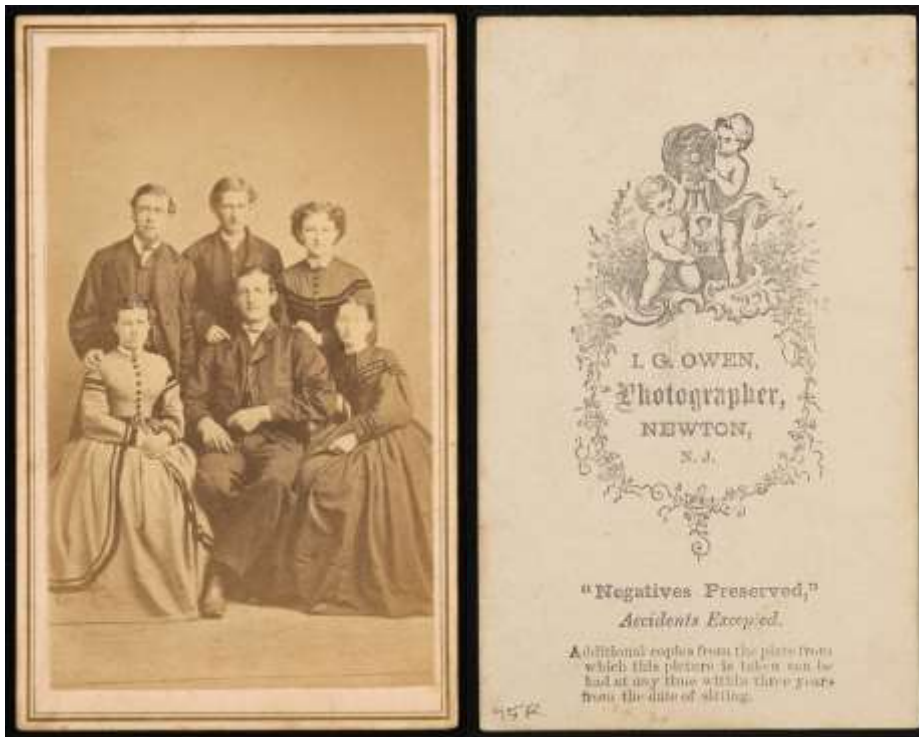 I. G. OWEN,
Photographer,
NEWTON,
N. J.
"Negatives Preserved,"
Accidents Excepted.
Additional copies from the plate from
which this picture is taken can be
had at any time within three years
from the date of sitting.